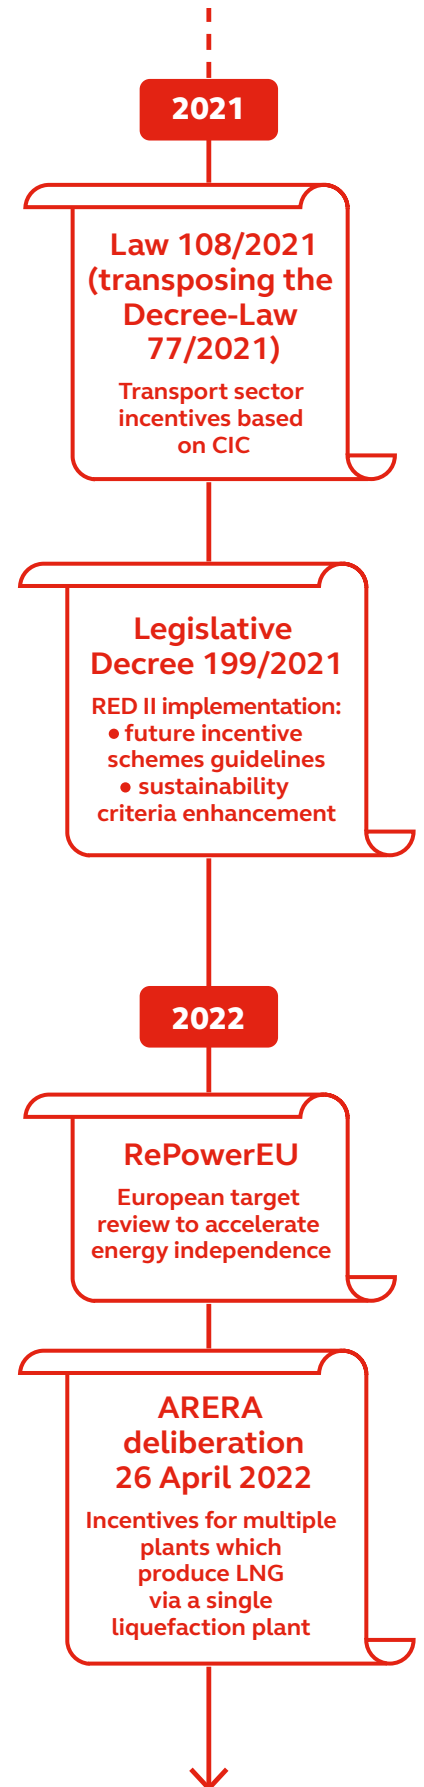 2021
Law 108/2021
(transposing the
Decree-Law
77/2021)
Transport sector
incentives based
on CIC
Legislative
Decree 199/2021
RED II implementation:
• future incentive
schemes guidelines
• sustainability
criteria enhancement
2022
RePowerEU
European target
review to accelerate
energy independence
ARERA
deliberation
26 April 2022
Incentives for multiple
plants which
produce LNG
via a single
liquefaction plant